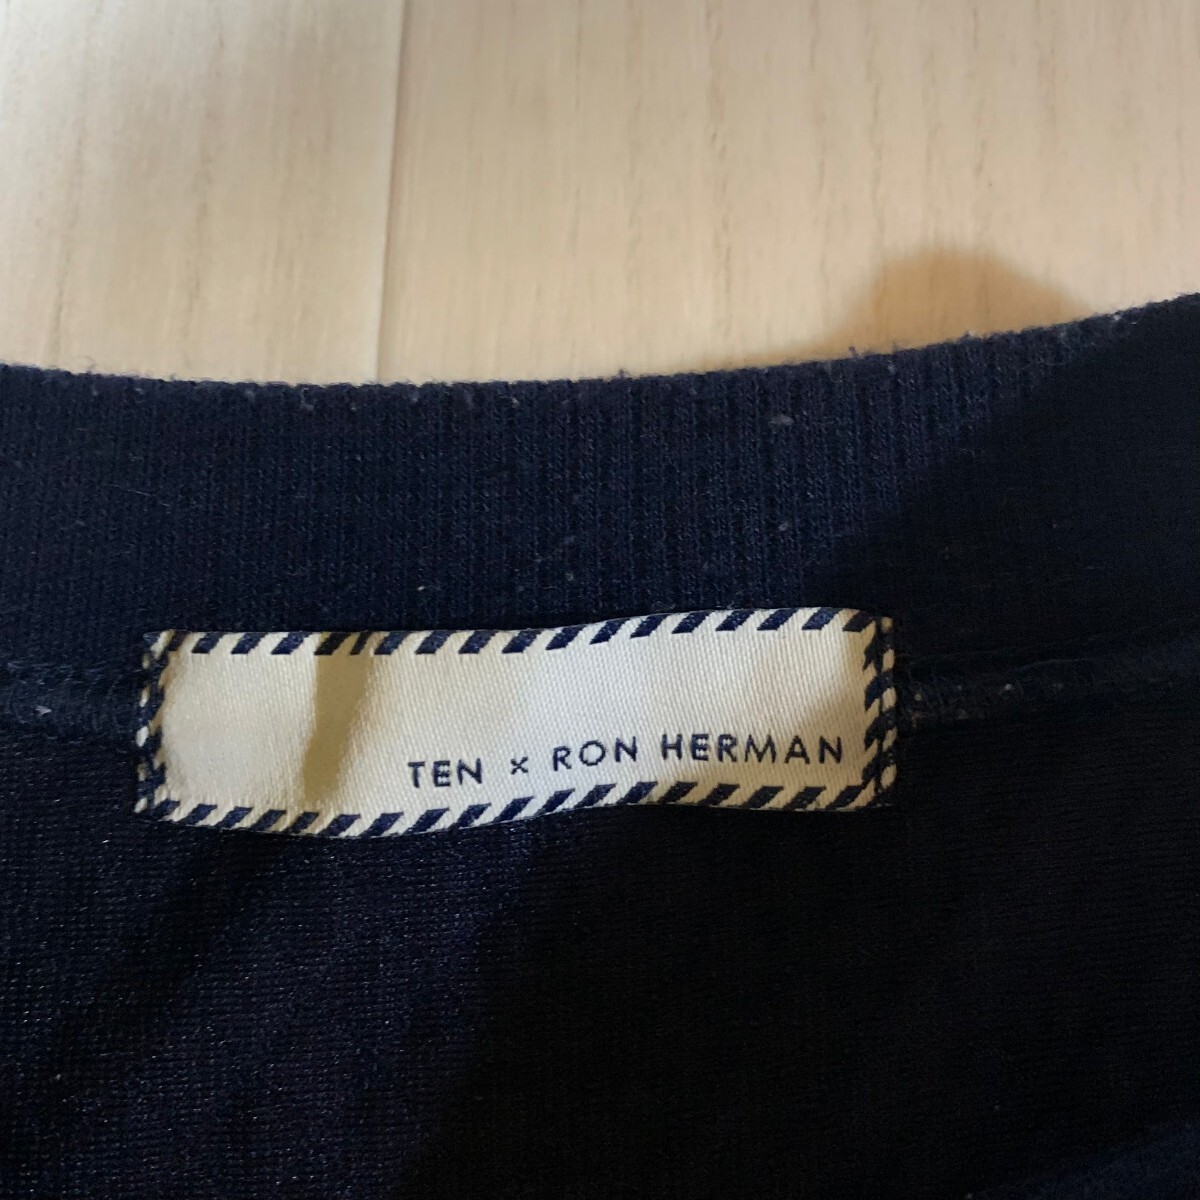 TEN × RON HERMAN